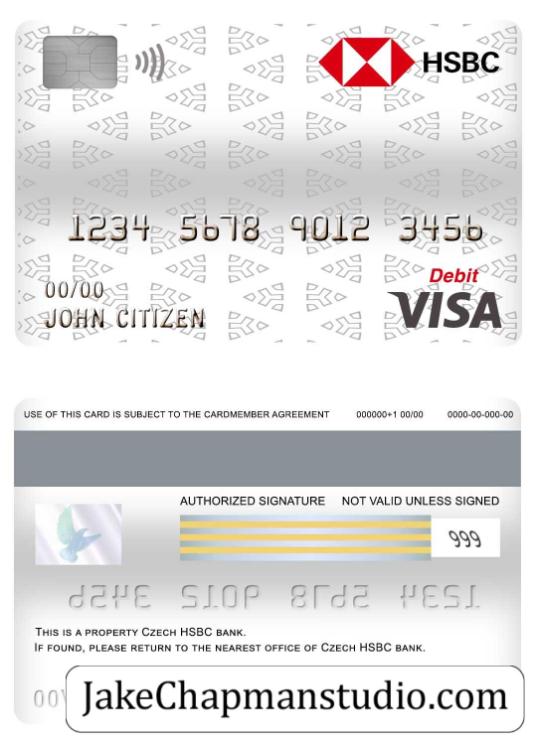 HSBC
1234 5678 9012 3456
00/00
Debit
JOHN CITIZEN
VISA
USE OF THIS CARD IS SUBJECT TO THE CARDMEMBER AGREEMENT 000000+1 00/00 0000-00-000-00
AUTHORIZED SIGNATURE NOT VALID UNLESS SIGNED
999
1234 5678 9012 3456
THIS IS A PROPERTY CZECH HSBC BANK.
IF FOUND, PLEASE RETURN TO THE NEAREST OFFICE OF CZECH HSBC BANK.
JakeChapmanstudio.com